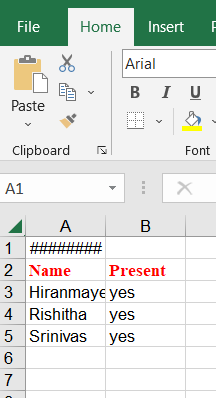 File Home Insert
Arial
Paste
B I U
Clipboard Font
A1
A B
1 ########
2 Name Present
3 Hiranmaye yes
4 Rishitha yes
5 Srinivas yes
6
7